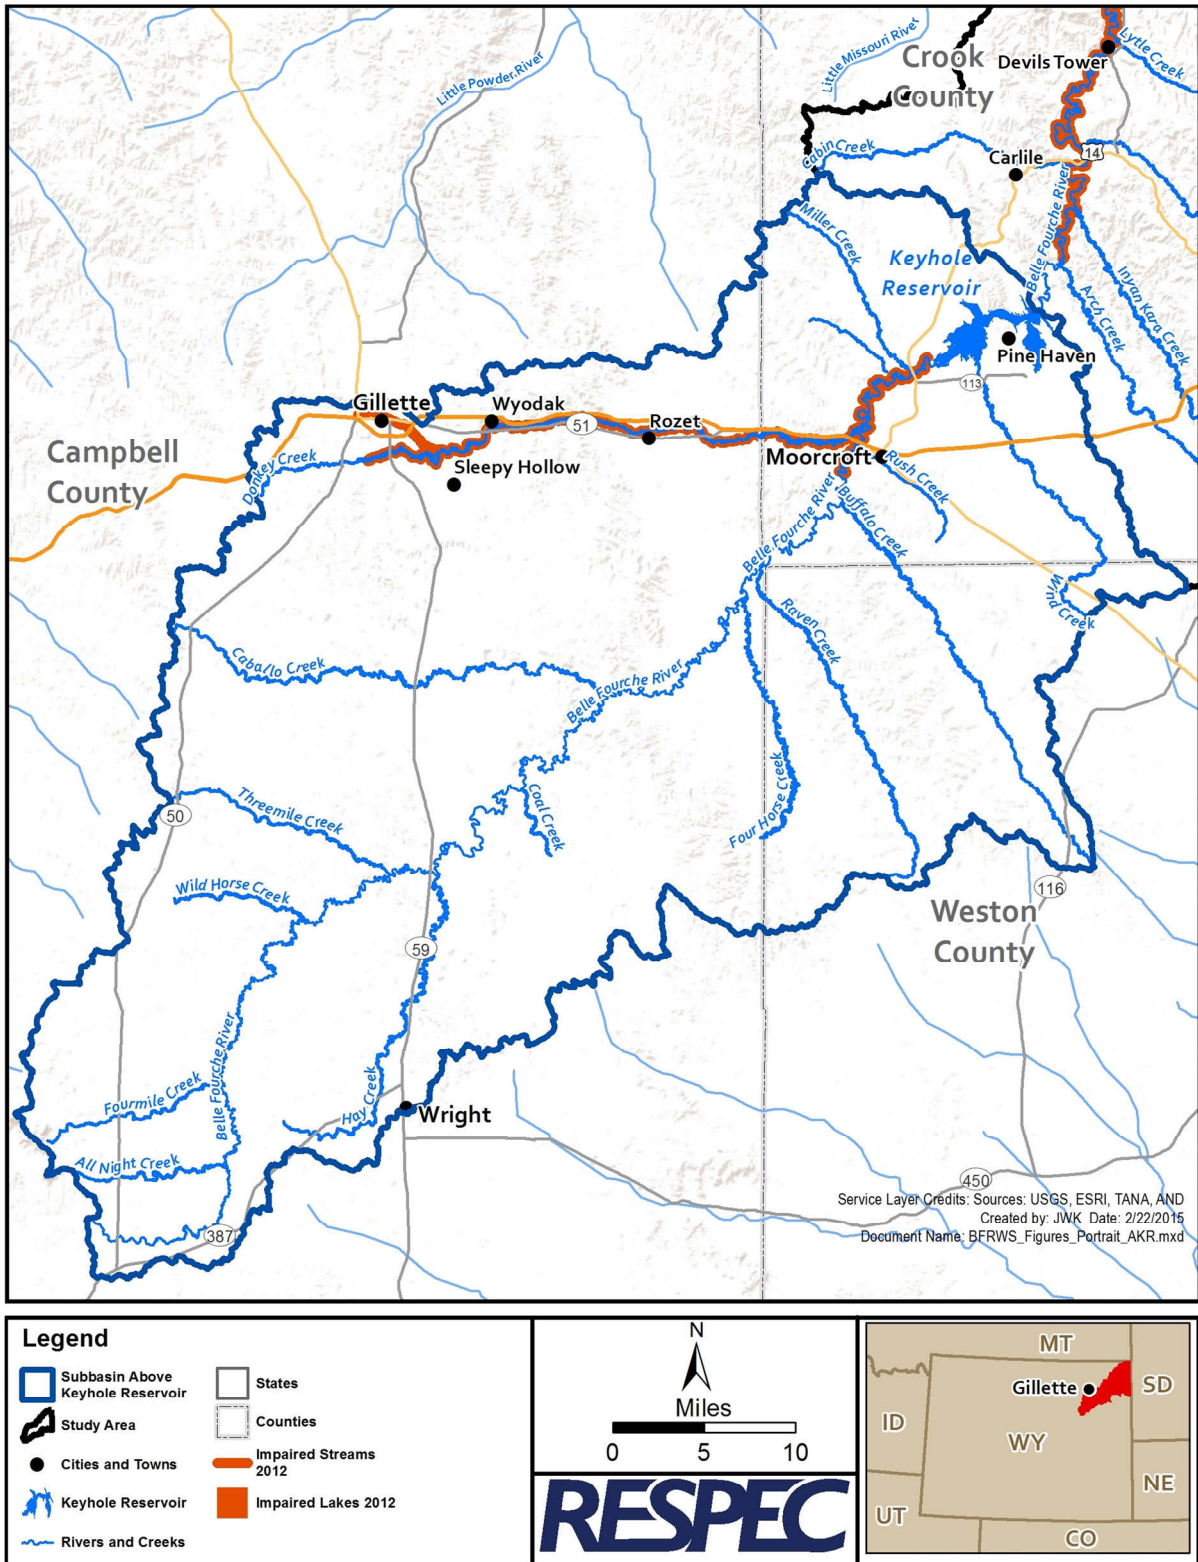 Little Powder River
Little Missouri River
Crook
County
Devils Tower
Lytle Creek
Cabin Creek
Carlile
14
Miller Creek
Keyhole
Reservoir
Belle Fourche River
Inyan Kara Creek
Arch Creek
Pine Haven
113
Gillette
Wyodak
51
Rozet
Moorcroft
Rush Creek
Campbell
County
Donkey Creek
Sleepy Hollow
Belle Fourche River
Buffalo Creek
Wind Creek
Raven Creek
Caballo Creek
Belle Fourche River
Four Horse Creek
Coal Creek
Threemile Creek
50
Wild Horse Creek
116
Weston
County
59
Belle Fourche River
Fourmile Creek
Hay Creek
Wright
All Night Creek
387
450
Service Layer Credits: Sources: USGS, ESRI, TANA, AND
Created by: JWK Date: 2/22/2015
Document Name: BFRWS_Figures_Portrait_AKR.mxd
Legend
Subbasin Above
Keyhole Reservoir
Study Area
Cities and Towns
Keyhole Reservoir
Rivers and Creeks
States
Counties
Impaired Streams
2012
Impaired Lakes 2012
N
Miles
0 5 10
RESPEC
MT
Gillette
SD
ID
WY
NE
UT
CO